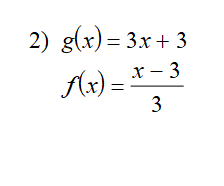 2) g(x) = 3x + 3
f(x) = (x − 3)/3